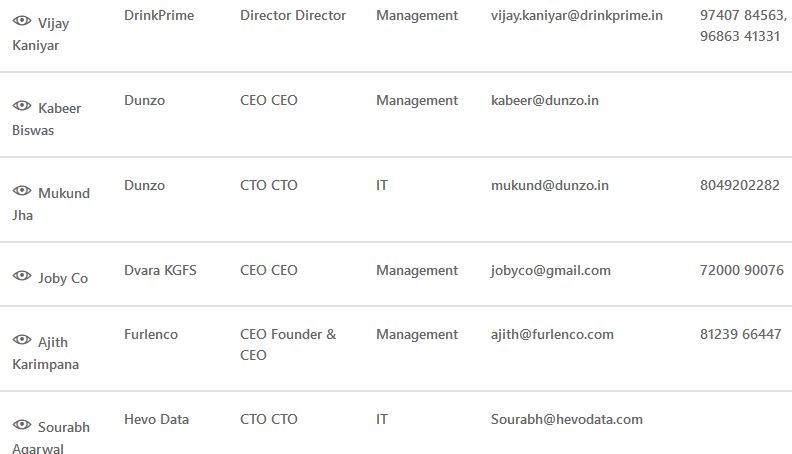 Vijay Kaniyar DrinkPrime Director Director Management vijay.kaniyar@drinkprime.in 97407 84563, 96863 41331
Kabeer Biswas Dunzo CEO CEO Management kabeer@dunzo.in
Mukund Jha Dunzo CTO CTO IT mukund@dunzo.in 8049202282
Joby Co Dvara KGFS CEO CEO Management jobyco@gmail.com 72000 90076
Ajith Karimpana Furlenco CEO Founder & CEO Management ajith@furlenco.com 81239 66447
Sourabh Agarwal Hevo Data CTO CTO IT Sourabh@hevodata.com